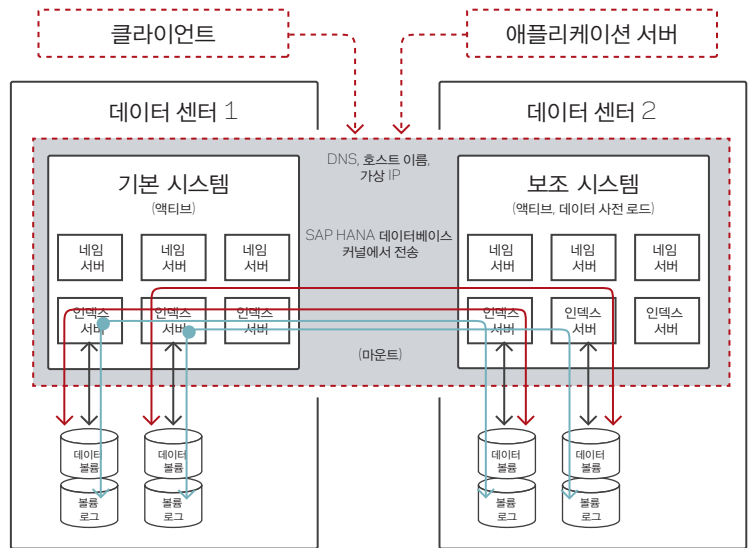 클라이언트
애플리케이션 서버
데이터 센터 1
데이터 센터 2
DNS, 호스트 이름,
가상 IP
기본 시스템
(액티브)
보조 시스템
(액티브, 데이터 사전 로드)
SAP HANA 데이터베이스
커널에서 전송
네임
서버
네임
서버
네임
서버
네임
서버
네임
서버
네임
서버
인덱스
서버
인덱스
서버
인덱스
서버
인덱스
서버
인덱스
서버
인덱스
서버
(마운트)
데이터
볼륨
데이터
볼륨
데이터
볼륨
데이터
볼륨
볼륨
로그
볼륨
로그
볼륨
로그
볼륨
로그